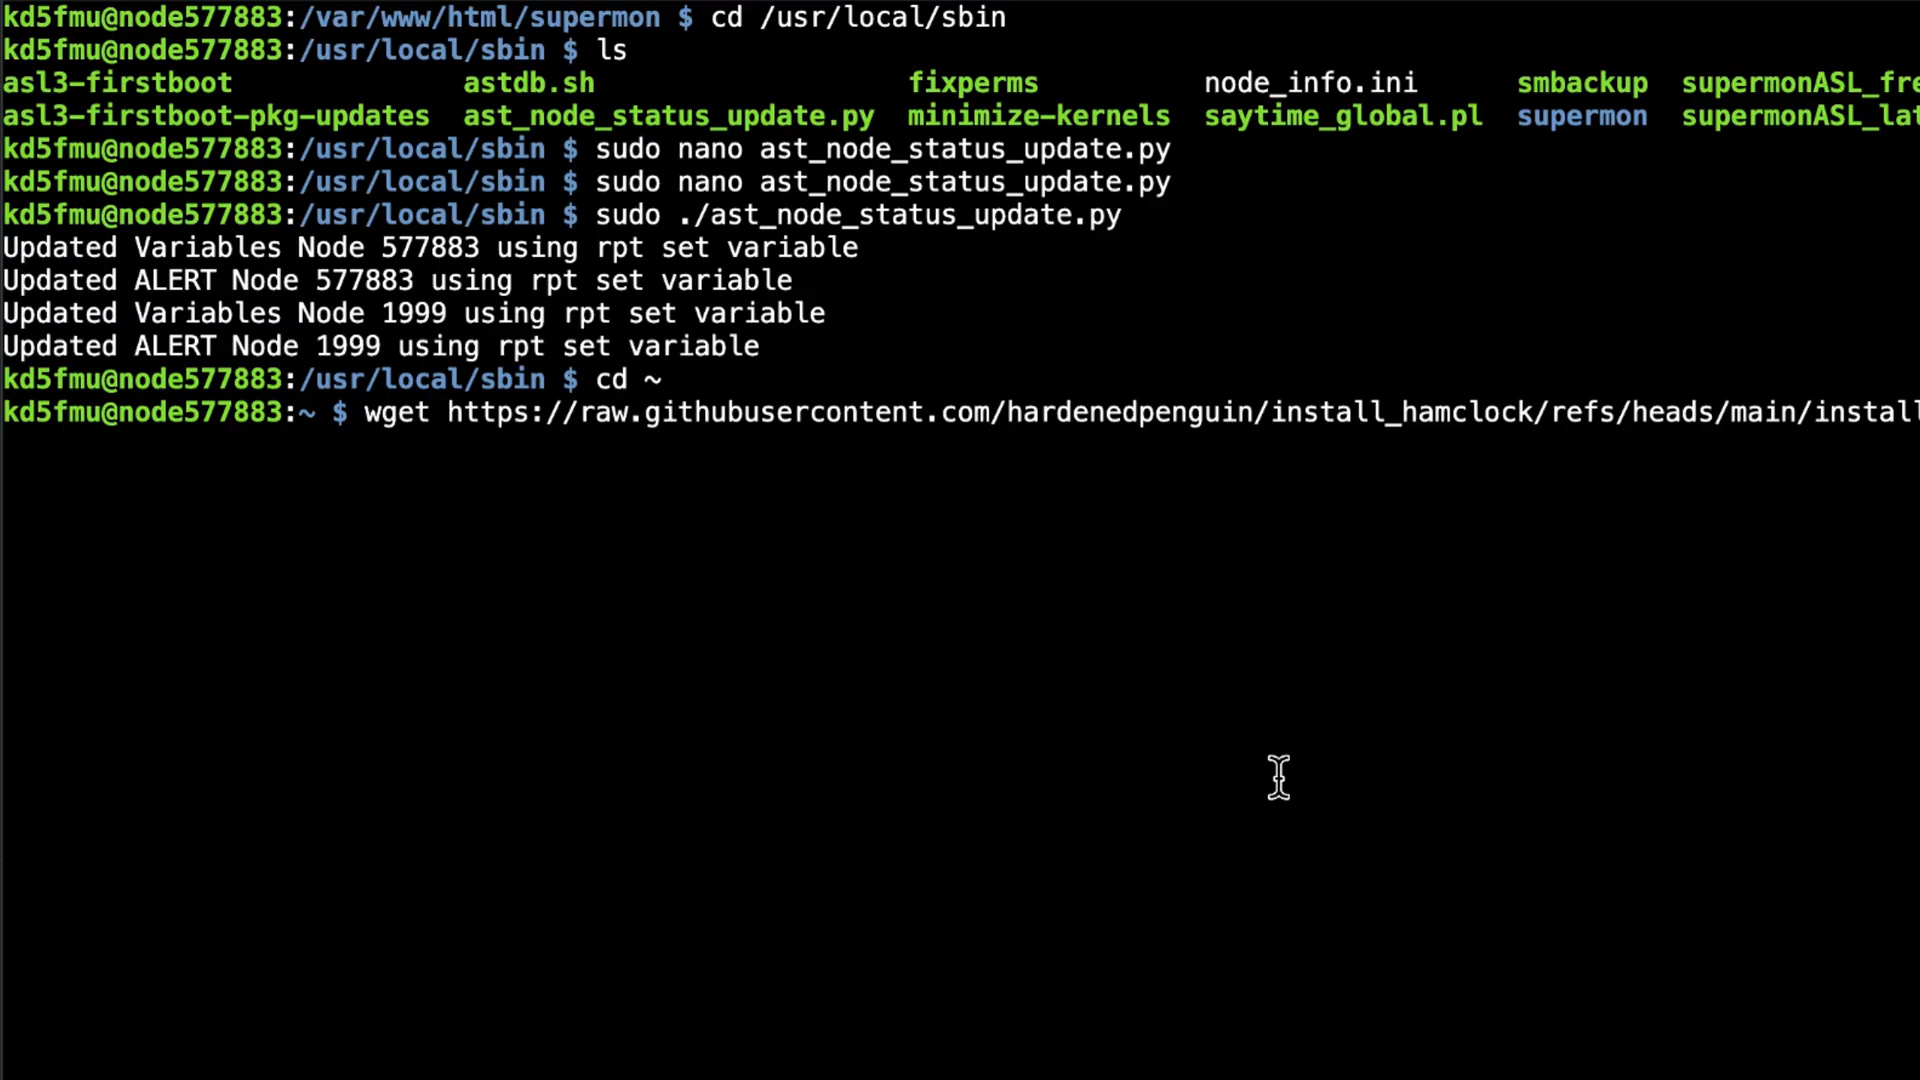 kd5fmu@node577883:/var/www/html/supermon $ cd /usr/local/sbin
kd5fmu@node577883:/usr/local/sbin $ ls
asl3-firstboot astdb.sh fixperms node_info.ini smbackup supermonASL_fre
asl3-firstboot-pkg-updates ast_node_status_update.py minimize-kernels saytime_global.pl supermon supermonASL_lat
kd5fmu@node577883:/usr/local/sbin $ sudo nano ast_node_status_update.py
kd5fmu@node577883:/usr/local/sbin $ sudo nano ast_node_status_update.py
kd5fmu@node577883:/usr/local/sbin $ sudo ./ast_node_status_update.py
Updated Variables Node 577883 using rpt set variable
Updated ALERT Node 577883 using rpt set variable
Updated Variables Node 1999 using rpt set variable
Updated ALERT Node 1999 using rpt set variable
kd5fmu@node577883:/usr/local/sbin $ cd ~
kd5fmu@node577883:~ $ wget https://raw.githubusercontent.com/hardenedpenguin/install_hamclock/refs/heads/main/install